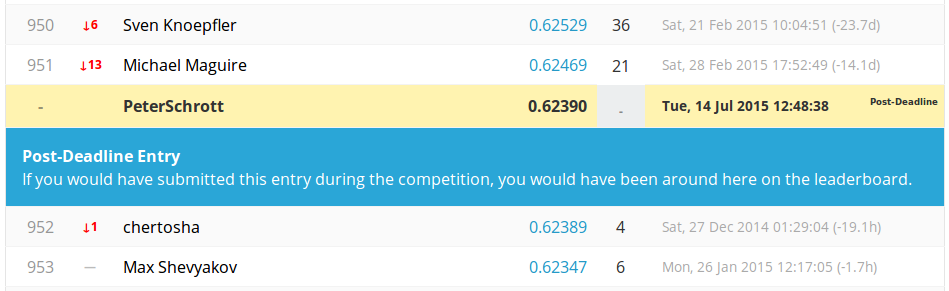 950 ↓6 Sven Knoepfler 0.62529 36 Sat, 21 Feb 2015 10:04:51 (-23.7d)
951 ↓13 Michael Maguire 0.62469 21 Sat, 28 Feb 2015 17:52:49 (-14.1d)
- PeterSchrott 0.62390 - Tue, 14 Jul 2015 12:48:38 Post-Deadline
Post-Deadline Entry
If you would have submitted this entry during the competition, you would have been around here on the leaderboard.
952 ↓1 chertosha 0.62389 4 Sat, 27 Dec 2014 01:29:04 (-19.1h)
953 — Max Shevyakov 0.62347 6 Mon, 26 Jan 2015 12:17:05 (-1.7h)